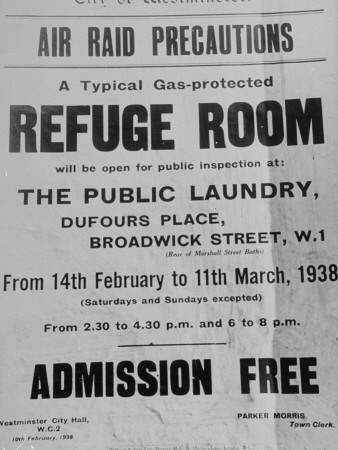 City of Westminster
AIR RAID PRECAUTIONS
A Typical Gas-protected
REFUGE ROOM
will be open for public inspection at:
THE PUBLIC LAUNDRY,
DUFOURS PLACE,
BROADWICK STREET, W.1
(Rear of Marshall Street Baths)
From 14th February to 11th March, 1938
(Saturdays and Sundays excepted)
From 2.30 to 4.30 p.m. and 6 to 8 p.m.
ADMISSION FREE
Westminster City Hall,
W.C.2
10th February, 1938
PARKER MORRIS,
Town Clerk.